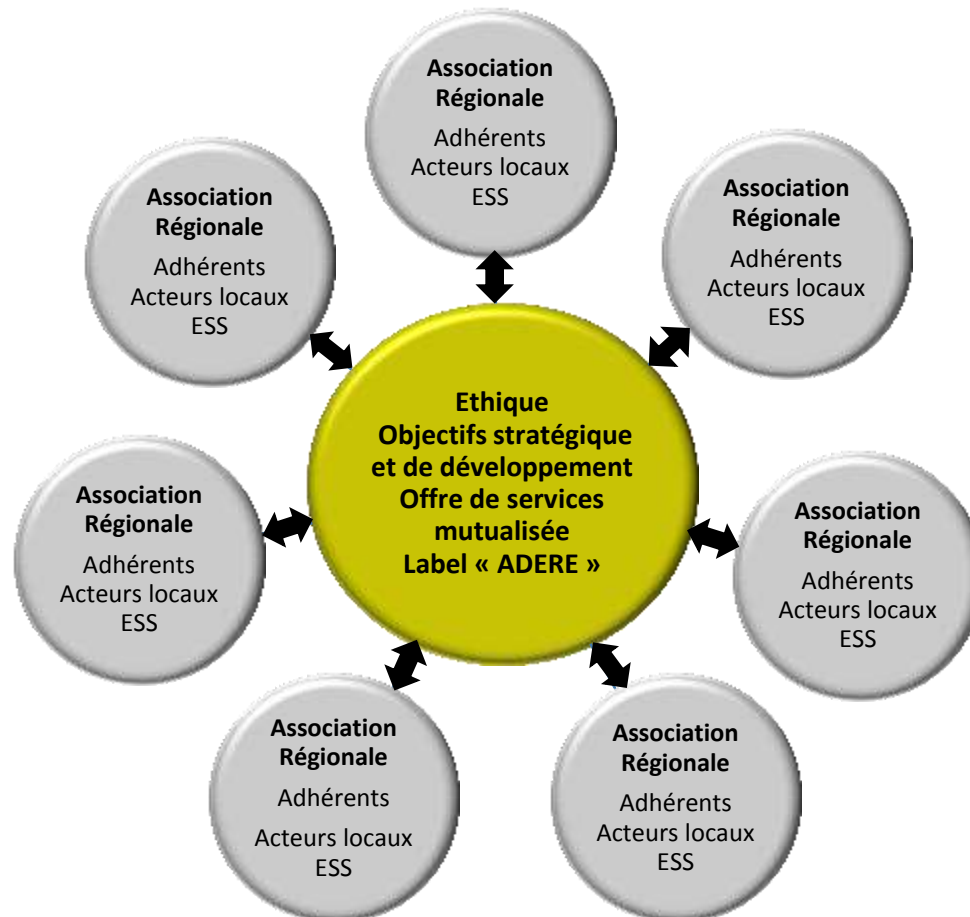 Association
Régionale
Adhérents
Acteurs locaux
ESS
Association
Régionale
Adhérents
Acteurs locaux
ESS
Association
Régionale
Adhérents
Acteurs locaux
ESS
Ethique
Objectifs stratégique
et de développement
Offre de services
mutualisée
Label « ADERE »
Association
Régionale
Adhérents
Acteurs locaux
ESS
Association
Régionale
Adhérents
Acteurs locaux
ESS
Association
Régionale
Adhérents
Acteurs locaux
ESS
Association
Régionale
Adhérents
Acteurs locaux
ESS